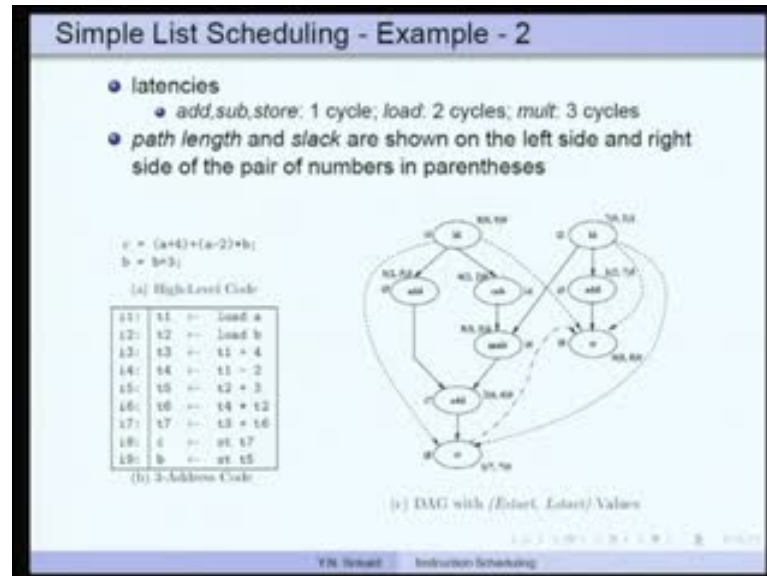 Simple List Scheduling - Example - 2
latencies
add,sub,store: 1 cycle; load: 2 cycles; mult: 3 cycles
path length and slack are shown on the left side and right
side of the pair of numbers in parentheses
c = (a+4)+(a-2)*b;
b = b+3;
(a) High-Level Code
i1: t1 ← load a
i2: t2 ← load b
i3: t3 ← t1 + 4
i4: t4 ← t1 - 2
i5: t5 ← t2 + 3
i6: t6 ← t4 * t2
i7: t7 ← t3 + t6
i8: c ← st t7
i9: b ← st t5
(b) 3-Address Code
ld
ld
add
sub
add
mult
st
add
st
(c) DAG with (Estart, Lstart) Values
Y.N. Srikant
Instruction Scheduling